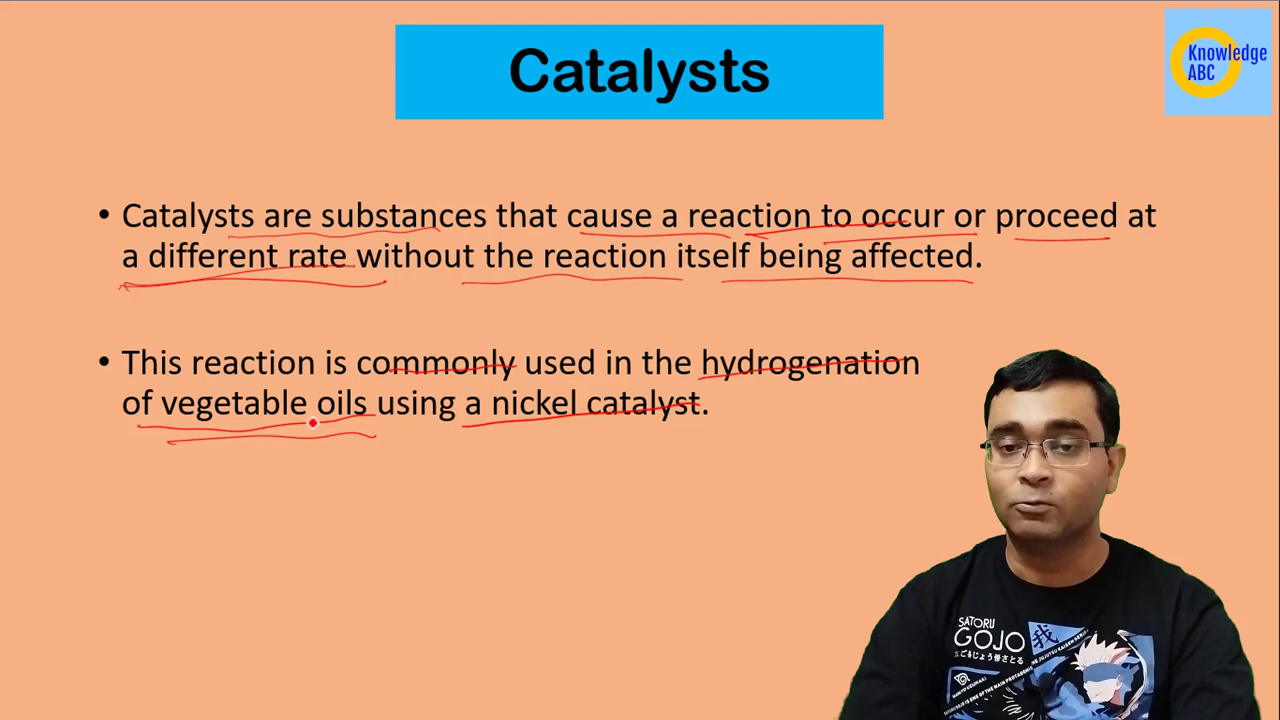 Catalysts
Knowledge
ABC
• Catalysts are substances that cause a reaction to occur or proceed at
a different rate without the reaction itself being affected.
• This reaction is commonly used in the hydrogenation
of vegetable oils using a nickel catalyst.
SATORU
GOJO
我